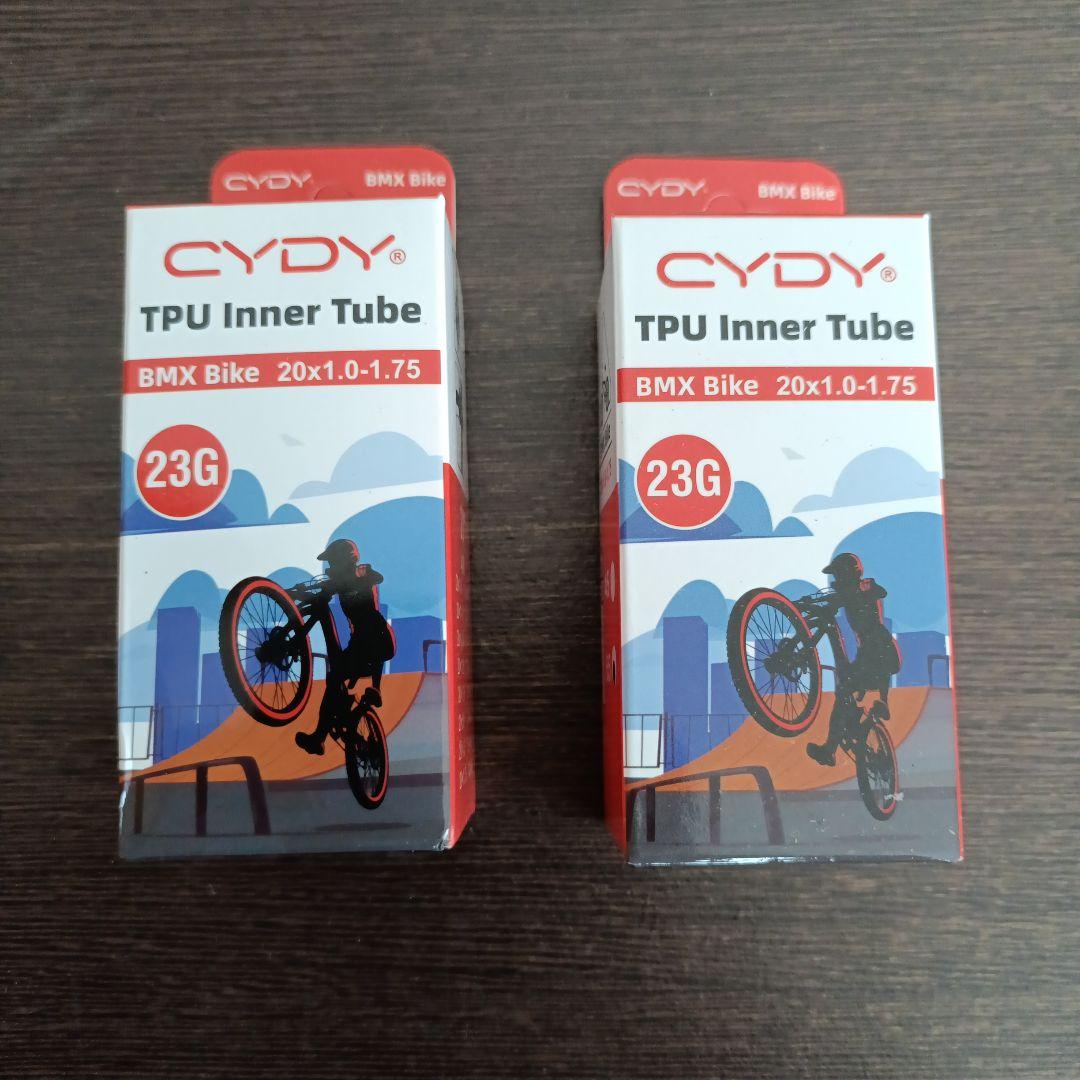 CYDY BMX Bike
CYDY®
TPU Inner Tube
BMX Bike 20x1.0-1.75
23G
CYDY BMX Bike
CYDY®
TPU Inner Tube
BMX Bike 20x1.0-1.75
23G